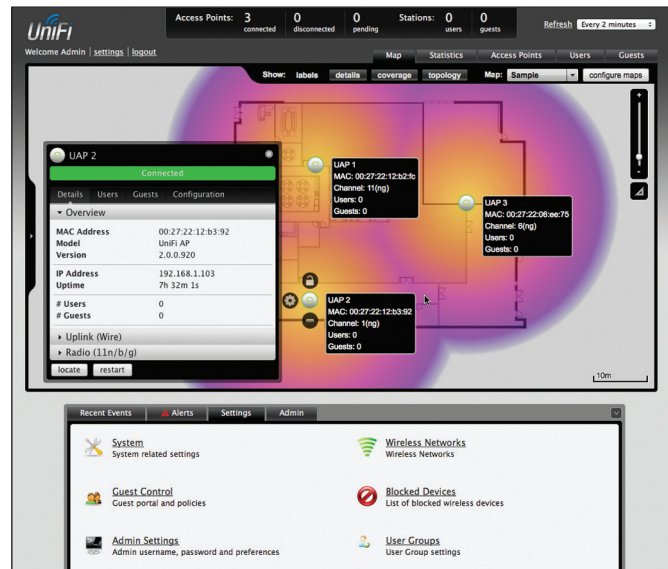 UniFi
Access Points: 3 connected 0 disconnected 0 pending Stations: 0 users 0 guests
Refresh Every 2 minutes
Welcome Admin | settings | logout
Map Statistics Access Points Users Guests
Show: labels details coverage topology Map: Sample configure maps
+
-
UAP 1
MAC: 00:27:22:12:b2:fc
Channel: 11(ng)
Users: 0
Guests: 0
UAP 3
MAC: 00:27:22:06:ee:75
Channel: 6(ng)
Users: 0
Guests: 0
UAP 2
MAC: 00:27:22:12:b3:92
Channel: 1(ng)
Users: 0
Guests: 0
10m
UAP 2
Connected
Details Users Guests Configuration
Overview
MAC Address 00:27:22:12:b3:92
Model UniFi AP
Version 2.0.0.920
IP Address 192.168.1.103
Uptime 7h 32m 1s
# Users 0
# Guests 0
Uplink (Wire)
Radio (11n/b/g)
locate restart
Recent Events Alerts Settings Admin
System
System related settings
Wireless Networks
Wireless Networks
Guest Control
Guest portal and policies
Blocked Devices
List of blocked wireless devices
Admin Settings
Admin username, password and preferences
User Groups
User Group settings